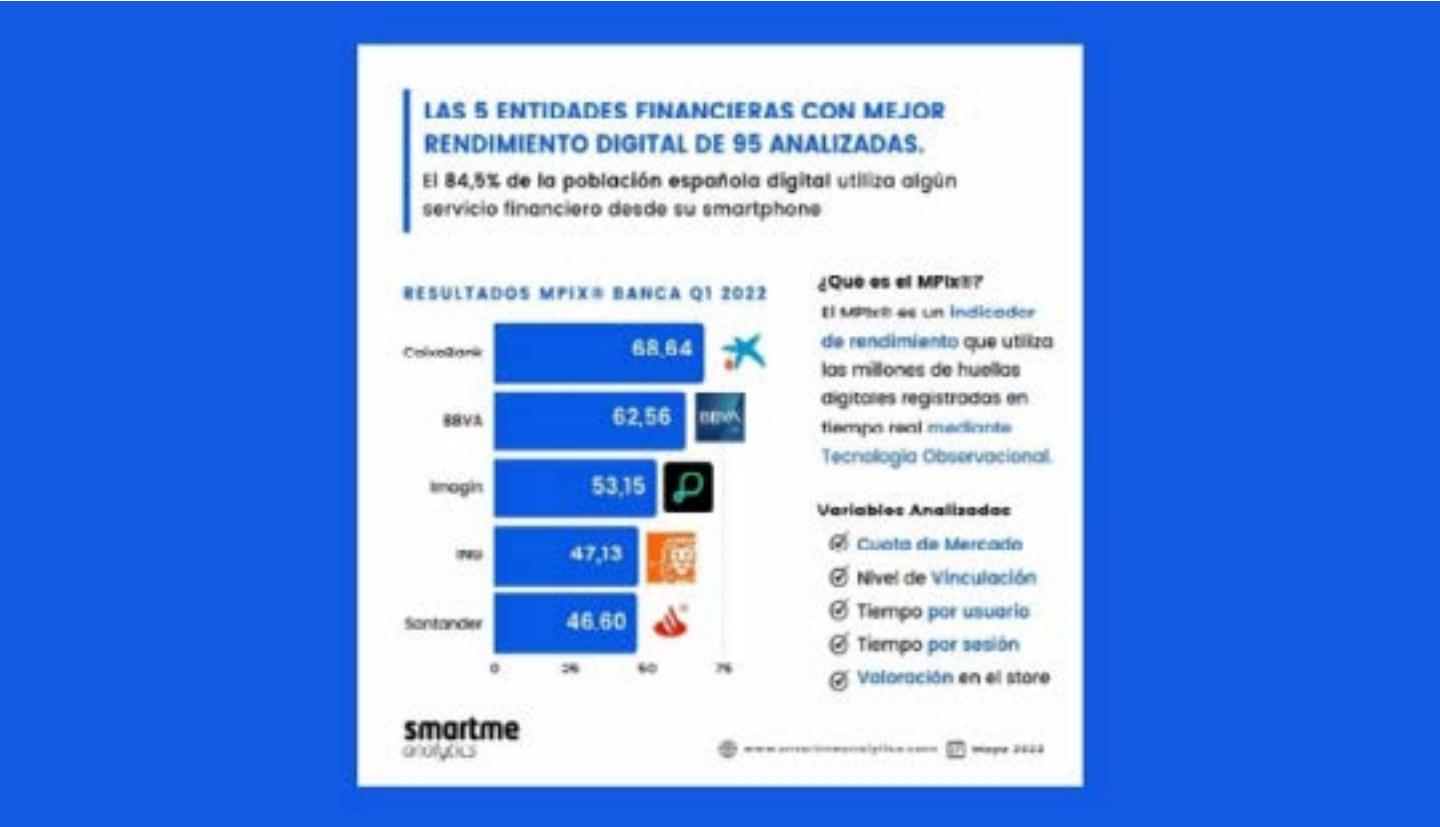 LAS 5 ENTIDADES FINANCIERAS CON MEJOR
RENDIMIENTO DIGITAL DE 95 ANALIZADAS.
El 84,5% de la población española digital utiliza algún
servicio financiero desde su smartphone
RESULTADOS MPIX® BANCA Q1 2022
CaixaBank 68,64
BBVA 62,56 BBVA
Imagin 53,15
ING 47,13
Santander 46.60
0 25 50 75
¿Qué es el MPIx®?
El MPIx® es un indicador
de rendimiento que utiliza
las millones de huellas
digitales registradas en
tiempo real mediante
Tecnología Observacional.
Variables Analizadas
Cuota de Mercado
Nivel de Vinculación
Tiempo por usuario
Tiempo por sesión
Valoración en el store
smartme
analytics
www.smartmeanalytics.com Mayo 2022